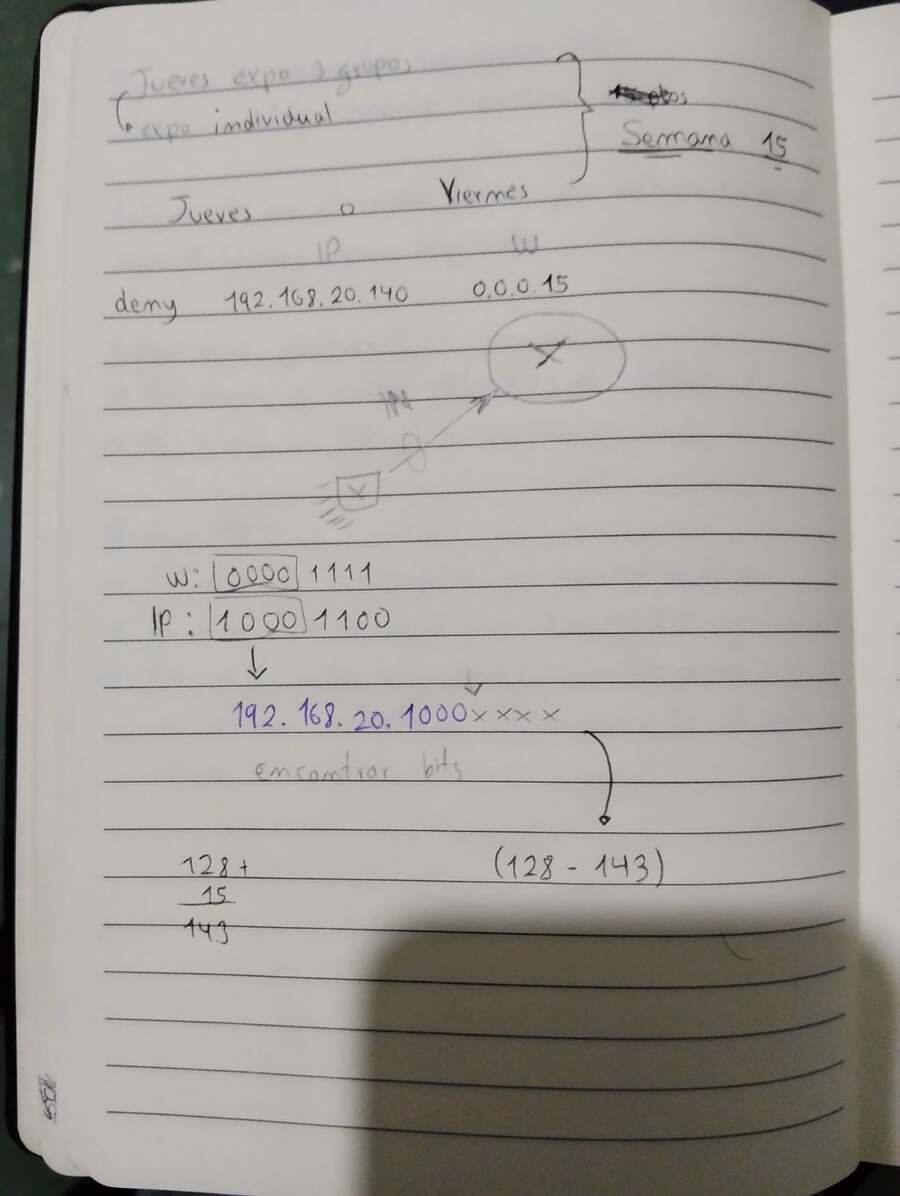 Jueves expo 3 grupos
expo individual
Semana 15
Jueves o Viernes
IP W
deny 192.168.20.140 0.0.0.15
X
IN
X
W: 0000 1111
IP: 1000 1100
192.168.20.1000xxxx
encontrar bits
128+ (128-143)
15
143